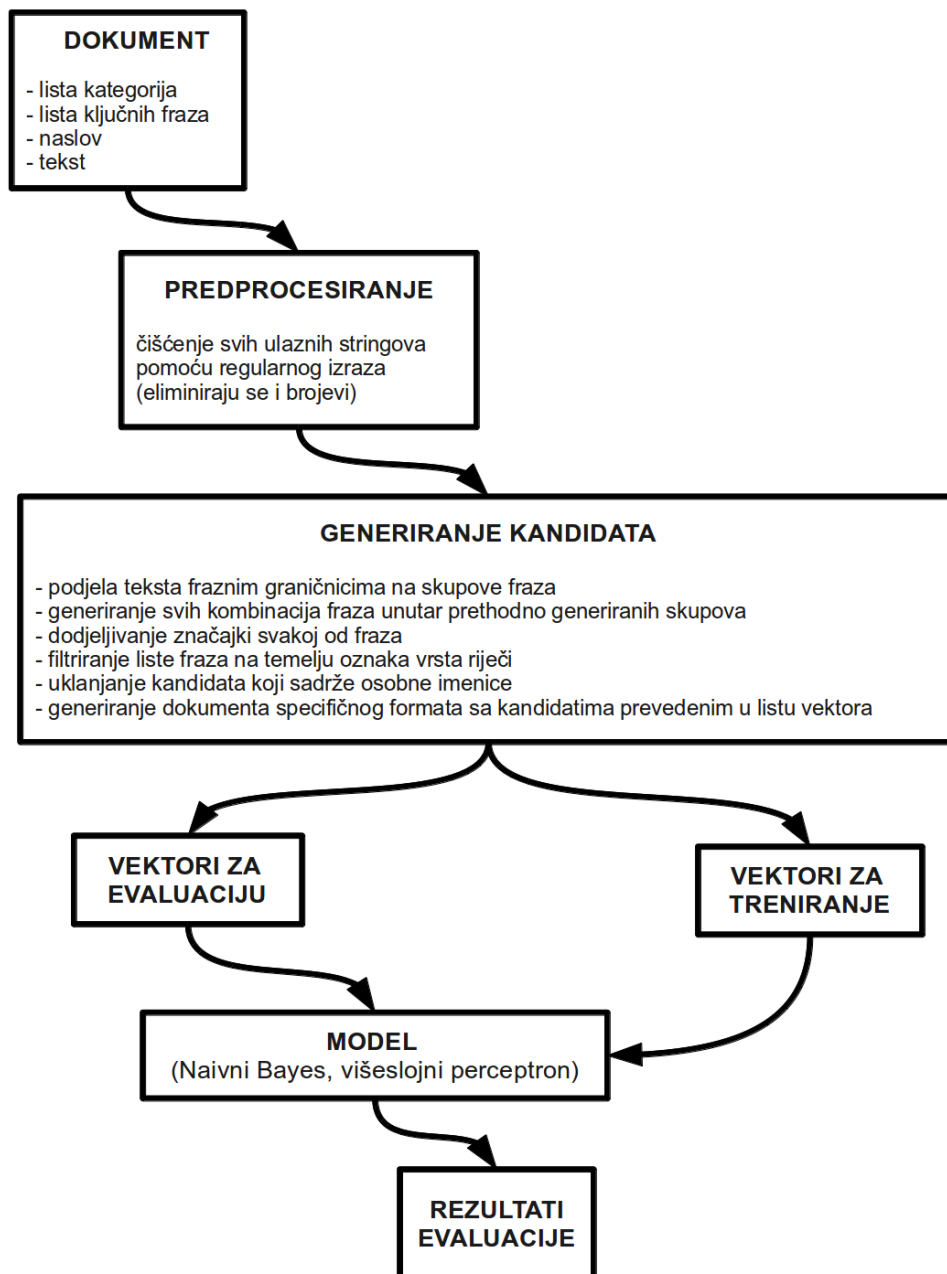 DOKUMENT
- lista kategorija
- lista ključnih fraza
- naslov
- tekst
PREDPROCESIRANJE
čišćenje svih ulaznih stringova
pomoću regularnog izraza
(eliminiraju se i brojevi)
GENERIRANJE KANDIDATA
- podjela teksta fraznim graničnicima na skupove fraza
- generiranje svih kombinacija fraza unutar prethodno generiranih skupova
- dodjeljivanje značajki svakoj od fraza
- filtriranje liste fraza na temelju oznaka vrsta riječi
- uklanjanje kandidata koji sadrže osobne imenice
- generiranje dokumenta specifičnog formata sa kandidatima prevedenim u listu vektora
VEKTORI ZA
EVALUACIJU
VEKTORI ZA
TRENIRANJE
MODEL
(Naivni Bayes, višeslojni perceptron)
REZULTATI
EVALUACIJE